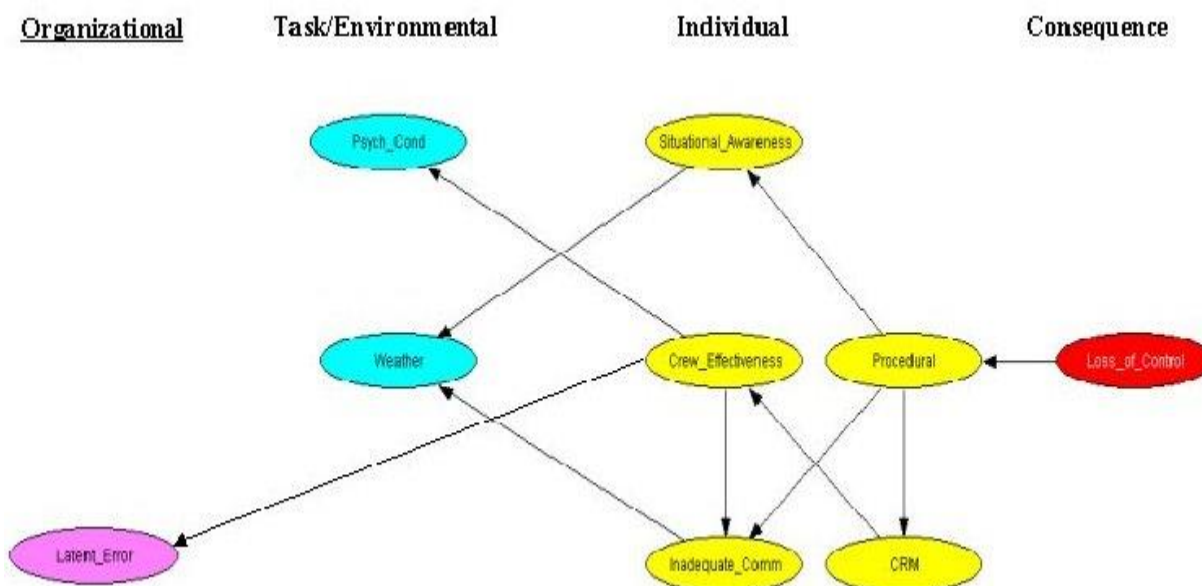 Organizational Task/Environmental Individual Consequence
Psych_Cond Situational_Awareness
Weather Crew_Effectiveness Procedural Loss_of_Control
Latent_Error Inadequate_Comm CRM